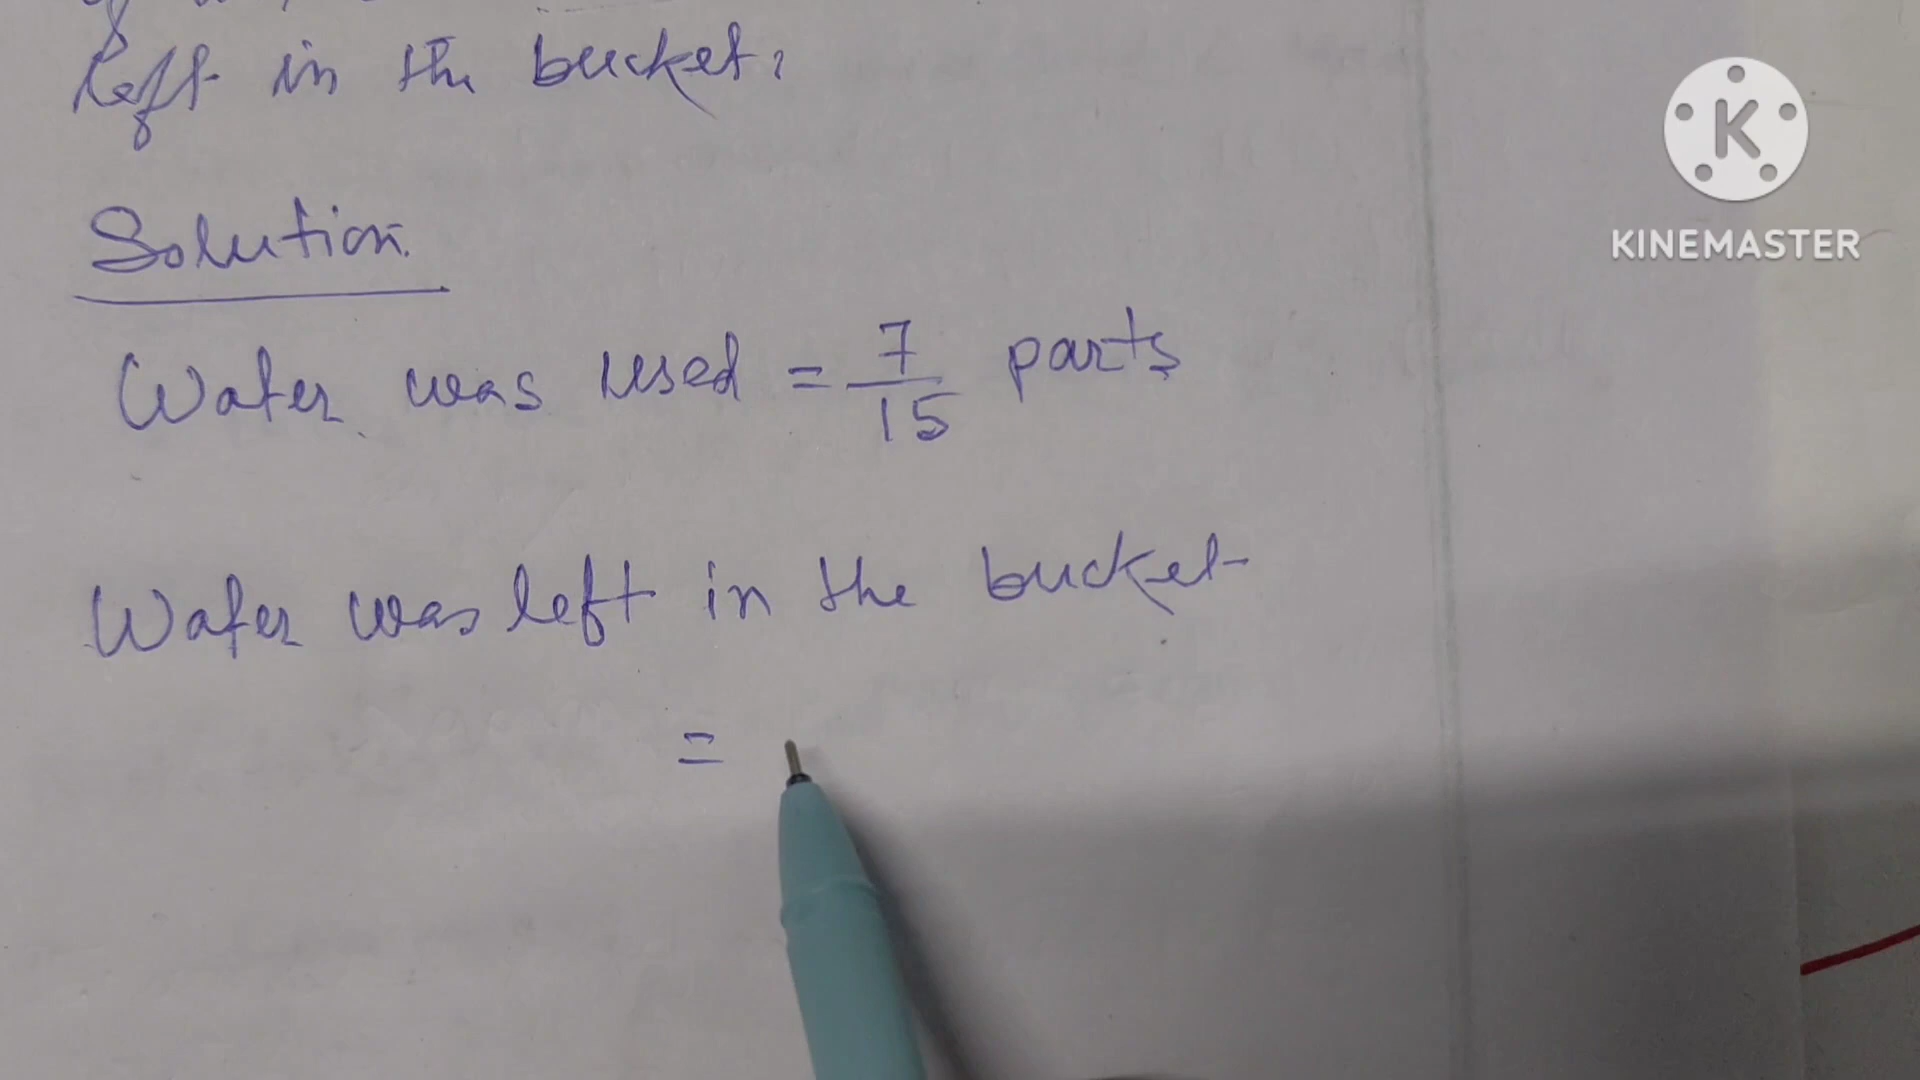 left in the bucket.
Solution.
Water was used = 7/15 parts
Water was left in the bucket
=
K
KINEMASTER